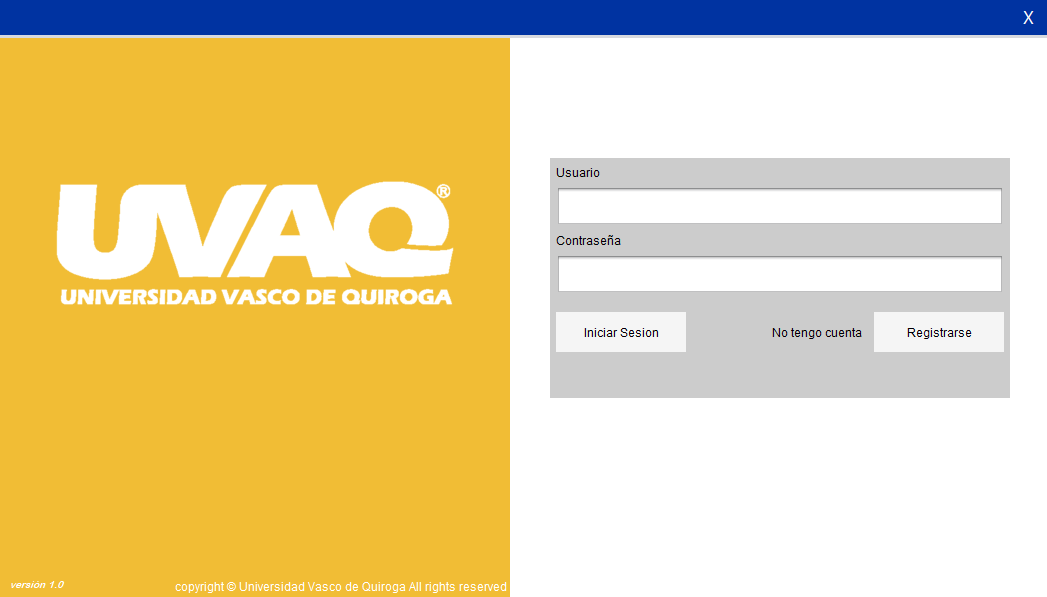 X
UVAQ®
UNIVERSIDAD VASCO DE QUIROGA
Usuario
Contraseña
Iniciar Sesion
No tengo cuenta
Registrarse
versión 1.0
copyright © Universidad Vasco de Quiroga All rights reserved